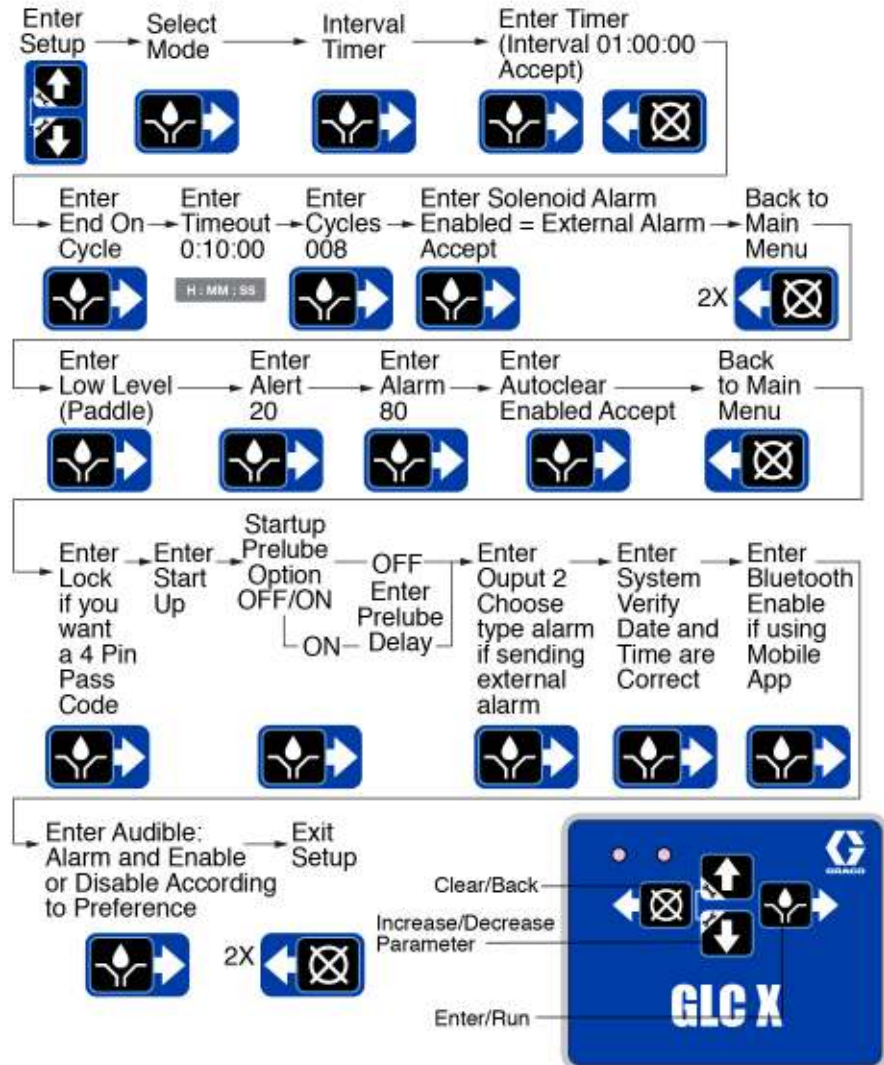 Enter
Setup
Select
Mode
Interval
Timer
Enter Timer
(Interval 01:00:00
Accept)
Enter
End On
Cycle
Enter
Timeout
0:10:00
H : MM : SS
Enter
Cycles
008
Enter Solenoid Alarm
Enabled = External Alarm
Accept
Back to
Main
Menu
2X
Enter
Low Level
(Paddle)
Enter
Alert
20
Enter
Alarm
80
Enter
Autoclear
Enabled Accept
Back
to Main
Menu
Enter
Lock
if you
want
a 4 Pin
Pass
Code
Enter
Start
Up
Startup
Prelube
Option
OFF/ON
OFF
ON
Enter
Prelube
Delay
Enter
Ouput 2
Choose
type alarm
if sending
external
alarm
Enter
System
Verify
Date and
Time are
Correct
Enter
Bluetooth
Enable
if using
Mobile
App
Enter Audible:
Alarm and Enable
or Disable According
to Preference
Exit
Setup
2X
Clear/Back
Increase/Decrease
Parameter
Enter/Run
GRACO
GLC X